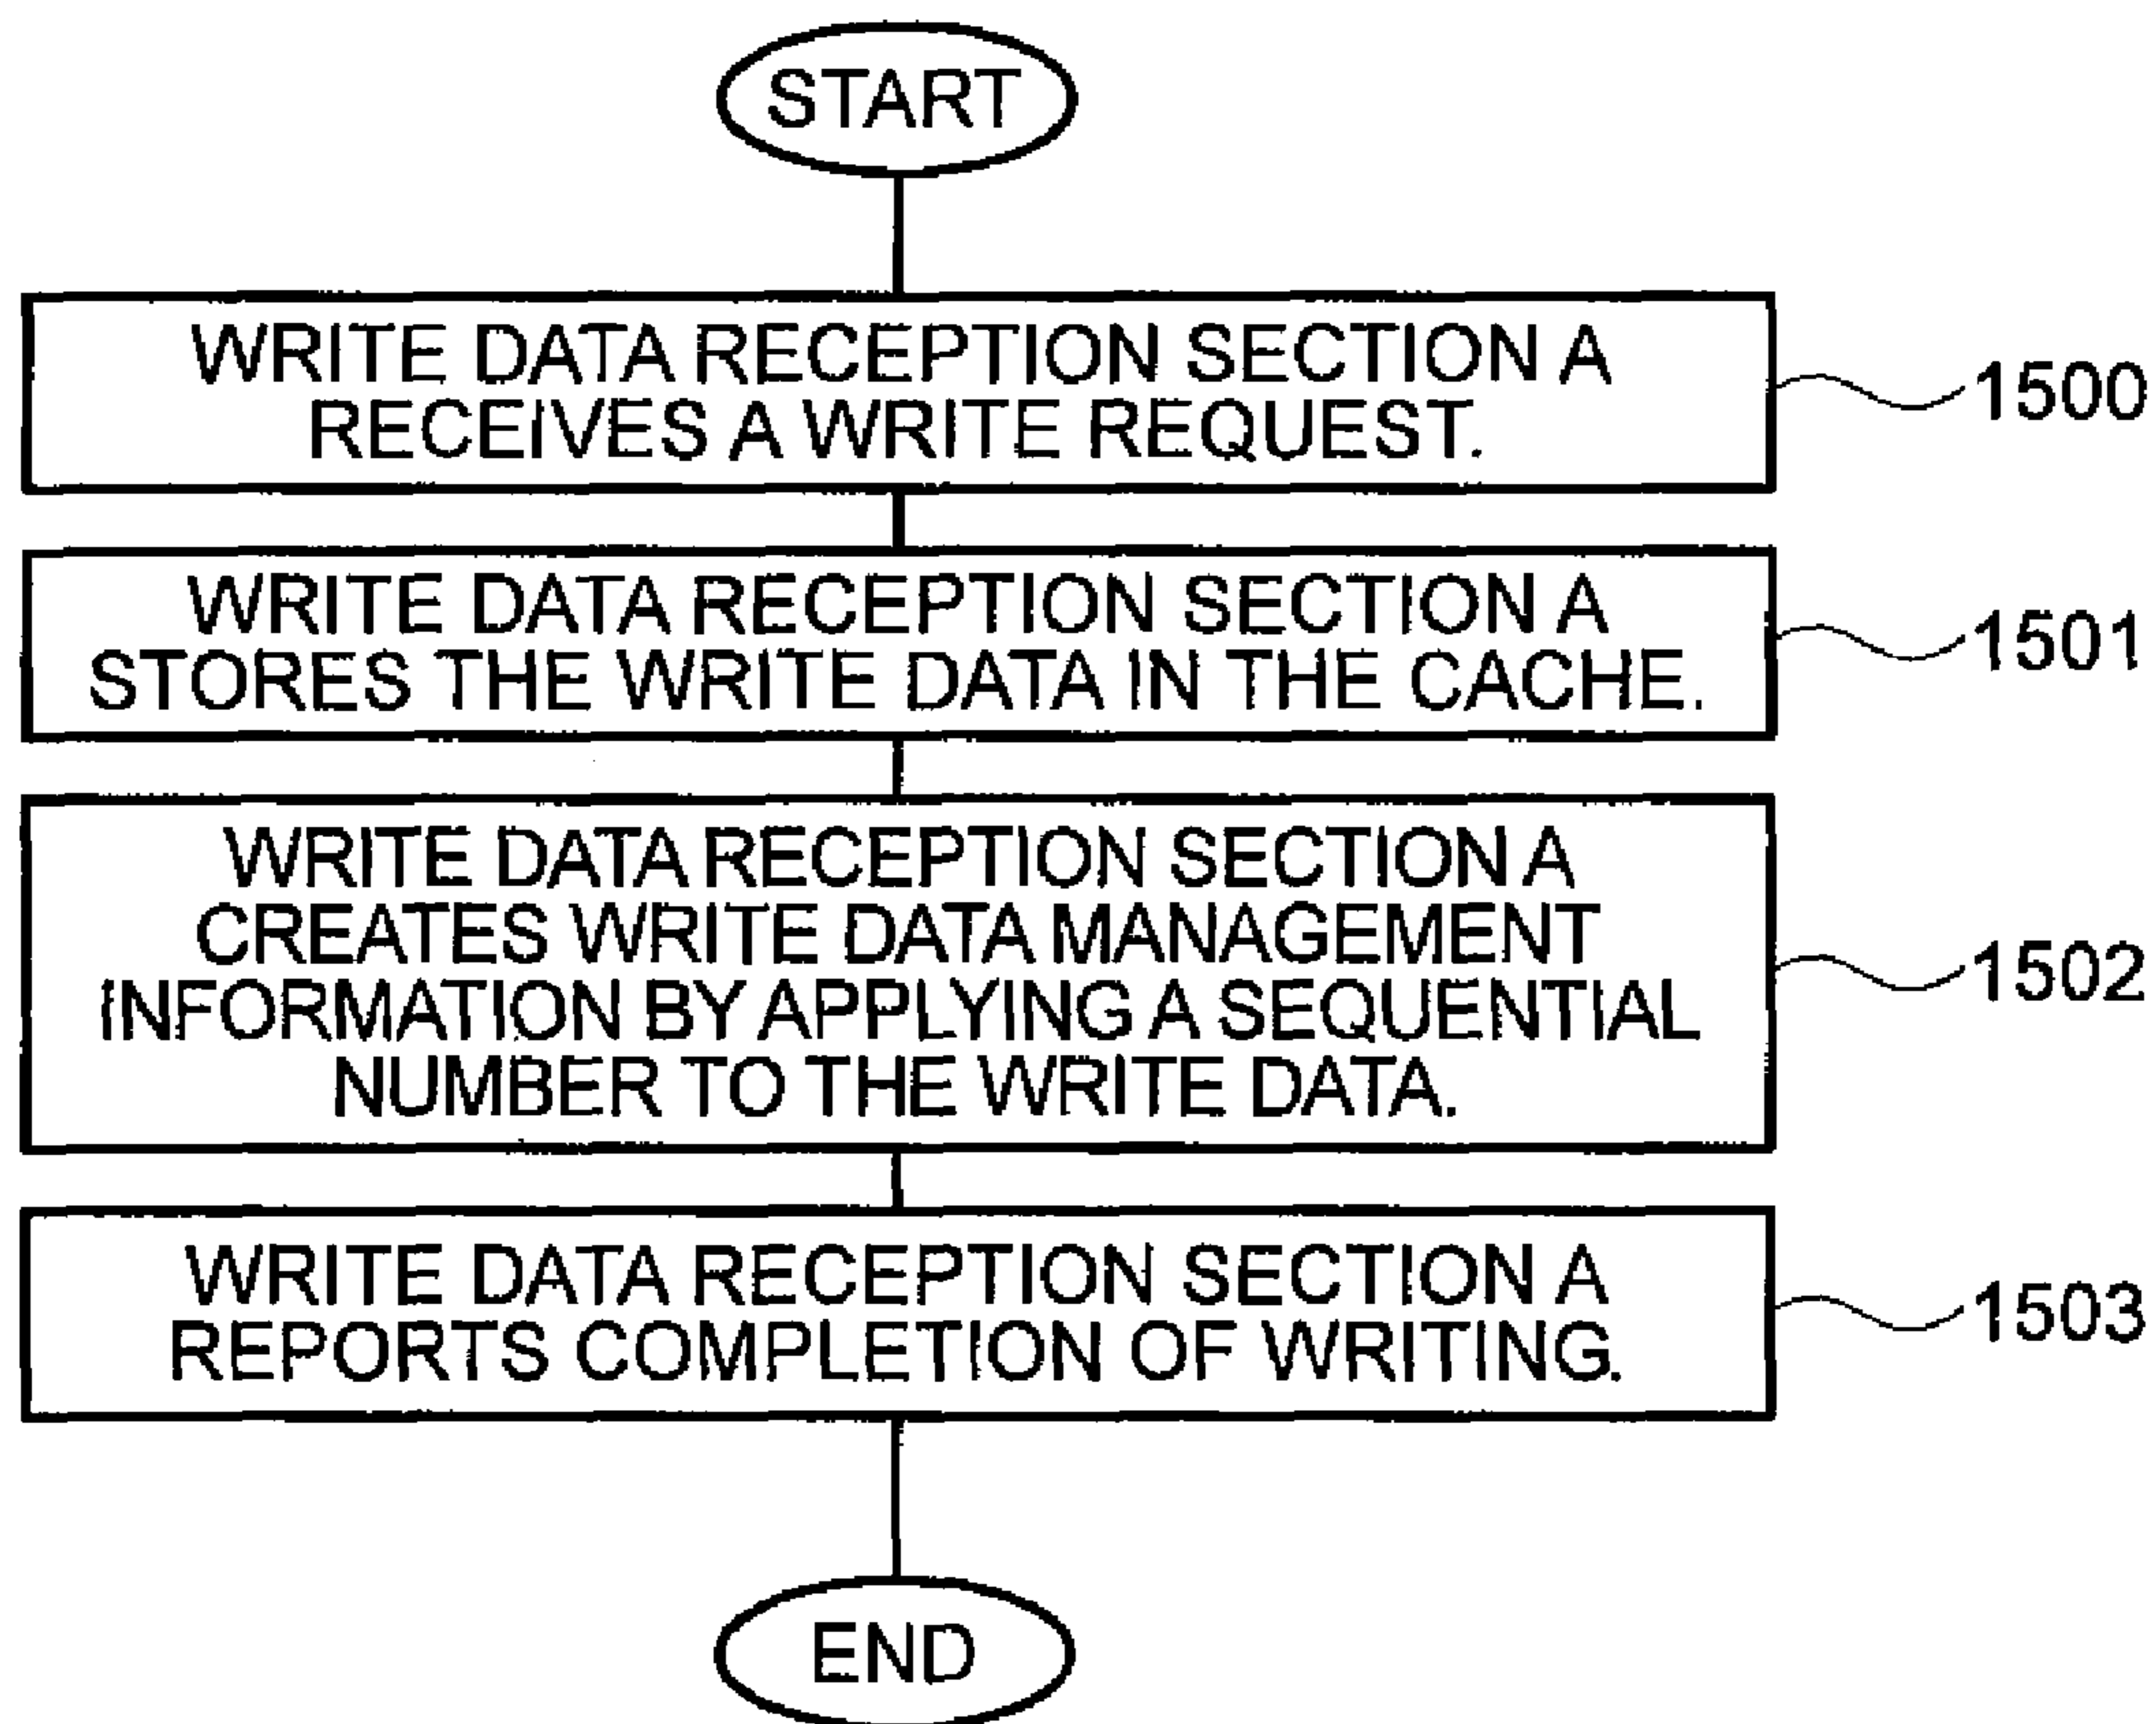 START
WRITE DATA RECEPTION SECTION A
RECEIVES A WRITE REQUEST.
1500
WRITE DATA RECEPTION SECTION A
STORES THE WRITE DATA IN THE CACHE.
1501
WRITE DATA RECEPTION SECTION A
CREATES WRITE DATA MANAGEMENT
INFORMATION BY APPLYING A SEQUENTIAL
NUMBER TO THE WRITE DATA.
1502
WRITE DATA RECEPTION SECTION A
REPORTS COMPLETION OF WRITING.
1503
END